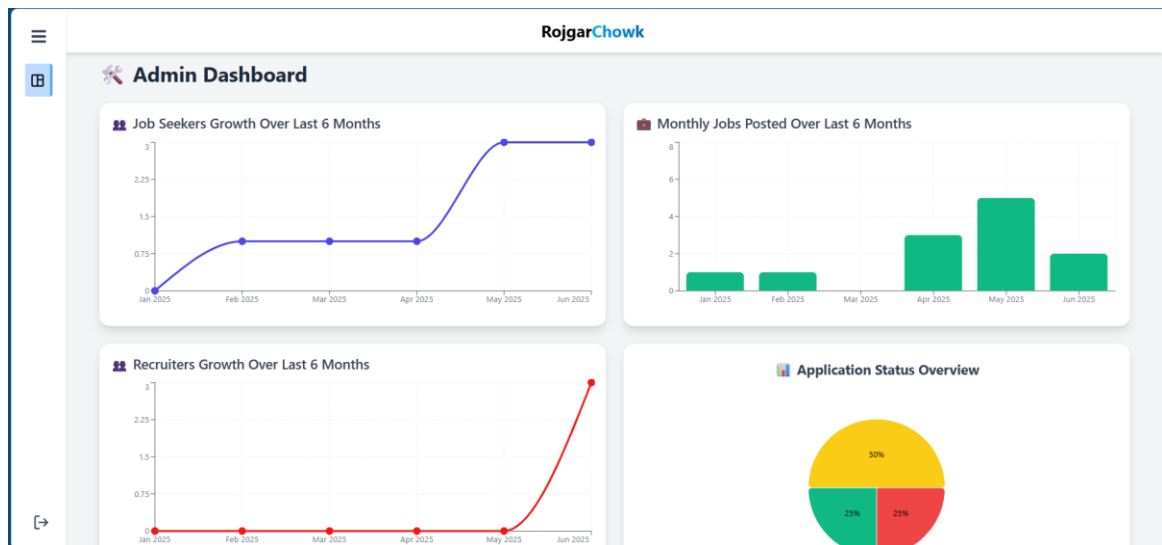 RojgarChowk
Admin Dashboard
Job Seekers Growth Over Last 6 Months
3
2.25
1.5
0.75
0
Jan 2025 Feb 2025 Mar 2025 Apr 2025 May 2025 Jun 2025
Monthly Jobs Posted Over Last 6 Months
8
6
4
2
0
Jan 2025 Feb 2025 Mar 2025 Apr 2025 May 2025 Jun 2025
Recruiters Growth Over Last 6 Months
3
2.25
1.5
0.75
0
Jan 2025 Feb 2025 Mar 2025 Apr 2025 May 2025 Jun 2025
Application Status Overview
50%
25% 25%